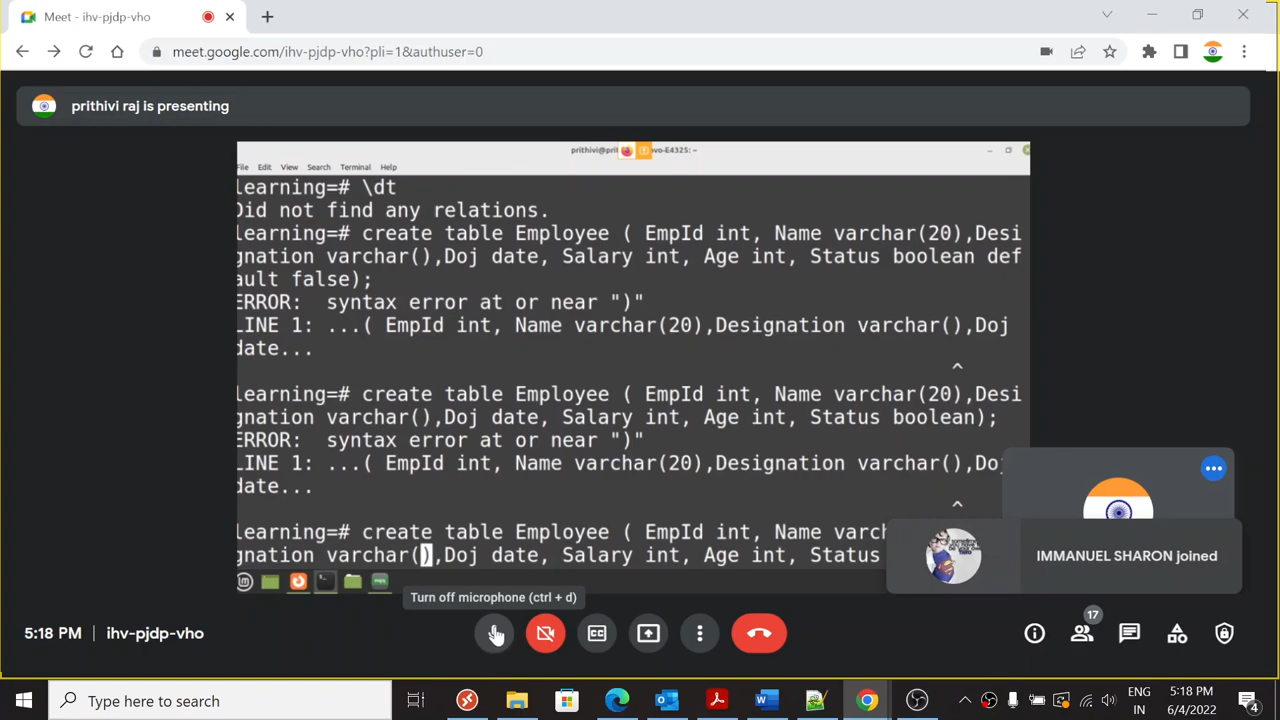 Meet - ihv-pjdp-vho
meet.google.com/ihv-pjdp-vho?pli=1&authuser=0
prithivi raj is presenting
File Edit View Search Terminal Help
learning=# \dt
Did not find any relations.
learning=# create table Employee ( EmpId int, Name varchar(20),Desi
gnation varchar(),Doj date, Salary int, Age int, Status boolean def
ault false);
ERROR:  syntax error at or near ")"
LINE 1: ...( EmpId int, Name varchar(20),Designation varchar(),Doj
date...
^
learning=# create table Employee ( EmpId int, Name varchar(20),Desi
gnation varchar(),Doj date, Salary int, Age int, Status boolean);
ERROR:  syntax error at or near ")"
LINE 1: ...( EmpId int, Name varchar(20),Designation varchar(),Doj
date...
^
learning=# create table Employee ( EmpId int, Name varch
gnation varchar(),Doj date, Salary int, Age int, Status
IMMANUEL SHARON joined
Turn off microphone (ctrl + d)
5:18 PM | ihv-pjdp-vho
17
Type here to search
ENG
IN
5:18 PM
6/4/2022
4